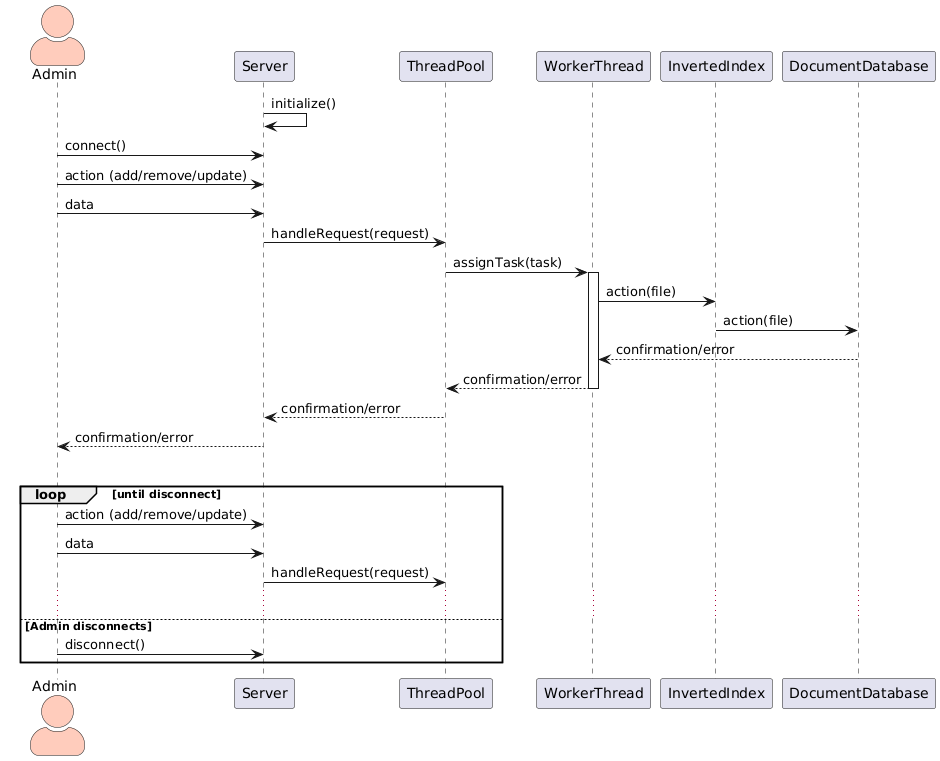 Admin
Server
ThreadPool
WorkerThread
InvertedIndex
DocumentDatabase
initialize()
connect()
action (add/remove/update)
data
handleRequest(request)
assignTask(task)
action(file)
action(file)
confirmation/error
confirmation/error
confirmation/error
confirmation/error
loop [until disconnect]
action (add/remove/update)
data
handleRequest(request)
[Admin disconnects]
disconnect()
Admin
Server
ThreadPool
WorkerThread
InvertedIndex
DocumentDatabase